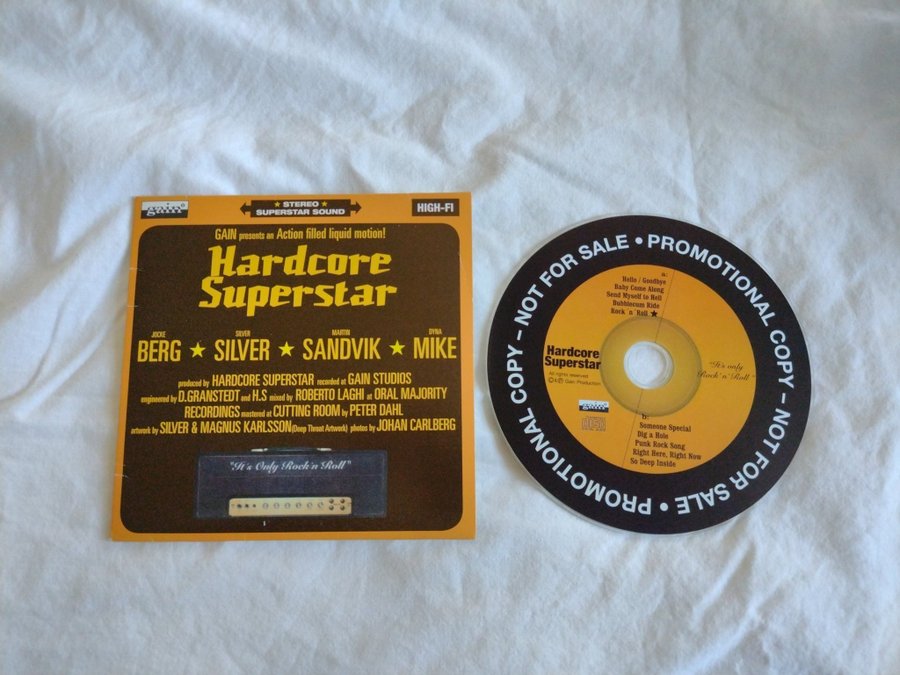 ★ STEREO ★
SUPERSTAR SOUND
HIGH-FI
GAIN presents an Action filled liquid motion!
Hardcore
Superstar
JOCKE BERG ★ SILVER SILVER ★ MARTIN SANDVIK ★ DYNA MIKE
produced by HARDCORE SUPERSTAR recorded at GAIN STUDIOS
engineered by D.GRANSTEDT and H.S mixed by ROBERTO LAGHI at ORAL MAJORITY
RECORDINGS mastered at CUTTING ROOM by PETER DAHL
artwork by SILVER & MAGNUS KARLSSON(Deep Throat Artwork) photos by JOHAN CARLBERG
"It's Only Rock'n Roll"
PROMOTIONAL COPY – NOT FOR SALE • PROMOTIONAL COPY – NOT FOR SALE •
a:
Hello / Goodbye
Baby Come Along
Send Myself to Hell
Bubblecum Ride
Rock ´n´ Roll ★
Hardcore
Superstar
All rights reserved
Gain Production
"It's only
Rock'n'Roll"
b:
Someone Special
Dig a Hole
Punk Rock Song
Right Here, Right Now
So Deep Inside